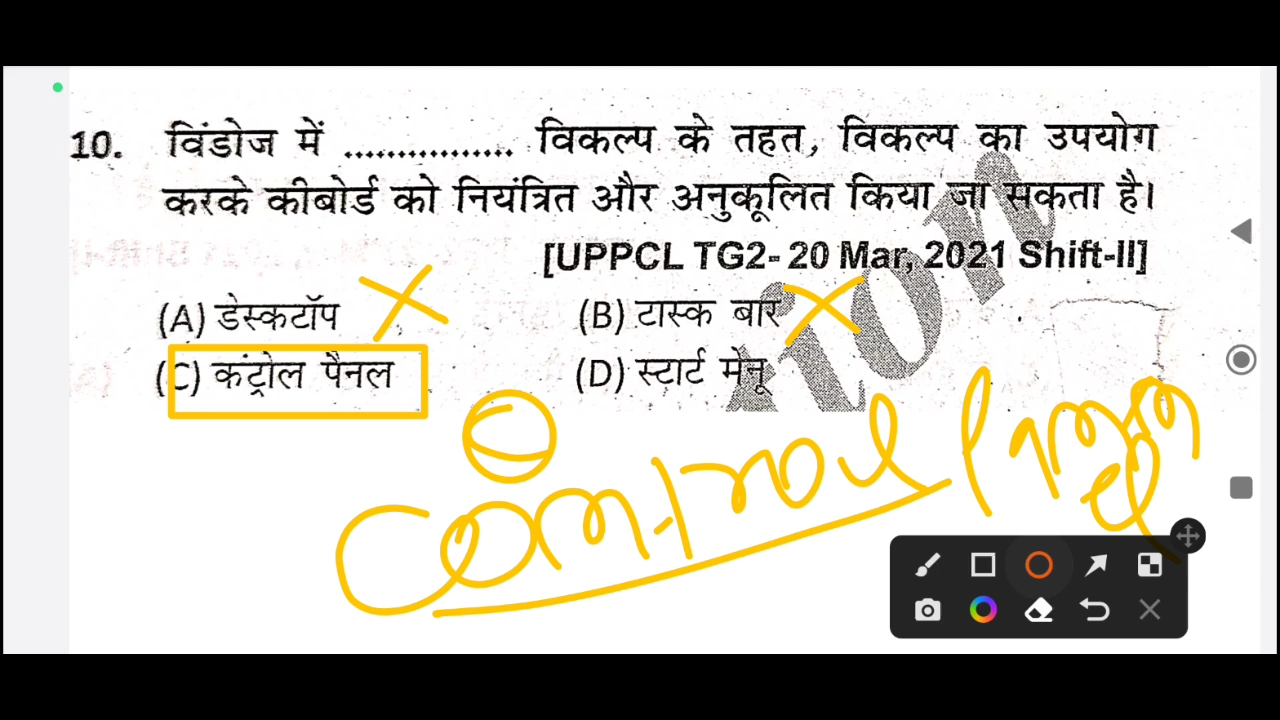 10. विंडोज में ................ विकल्प के तहत, विकल्प का उपयोग
करके कीबोर्ड को नियंत्रित और अनुकूलित किया जा सकता है।
[UPPCL TG2- 20 Mar, 2021 Shift-II]
(A) डेस्कटॉप (B) टास्क बार
(C) कंट्रोल पैनल (D) स्टार्ट मेनू
Control